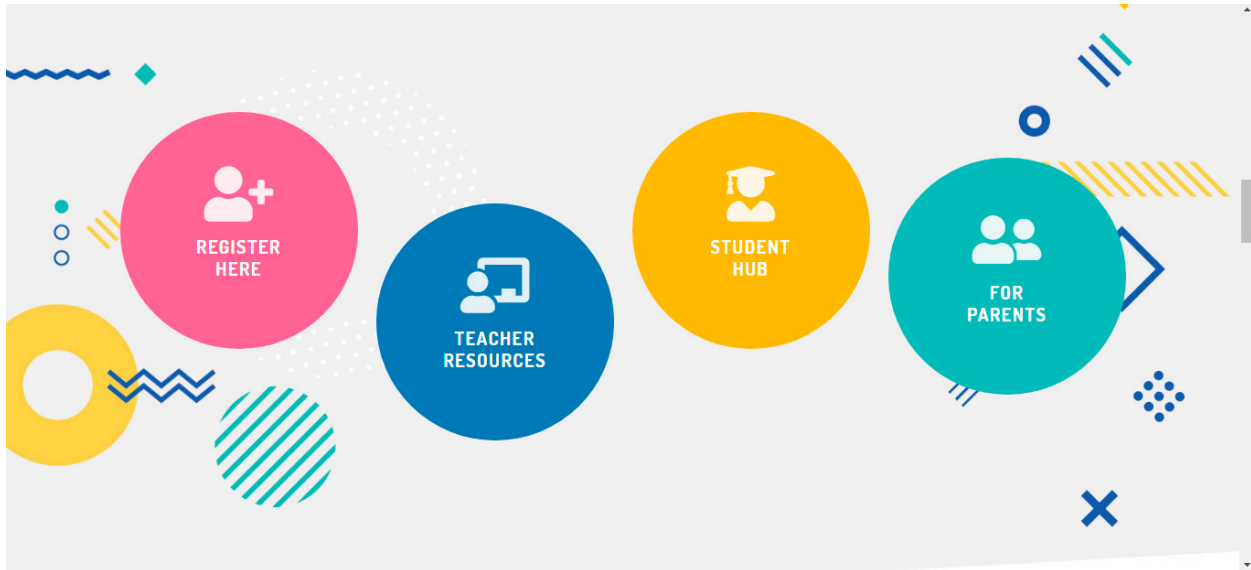 REGISTER
HERE
TEACHER
RESOURCES
STUDENT
HUB
FOR
PARENTS